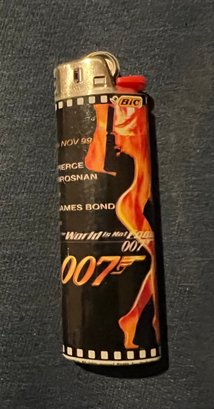 BIC
NOV 99
PIERCE
BROSNAN
JAMES BOND
World Is Not
007
007